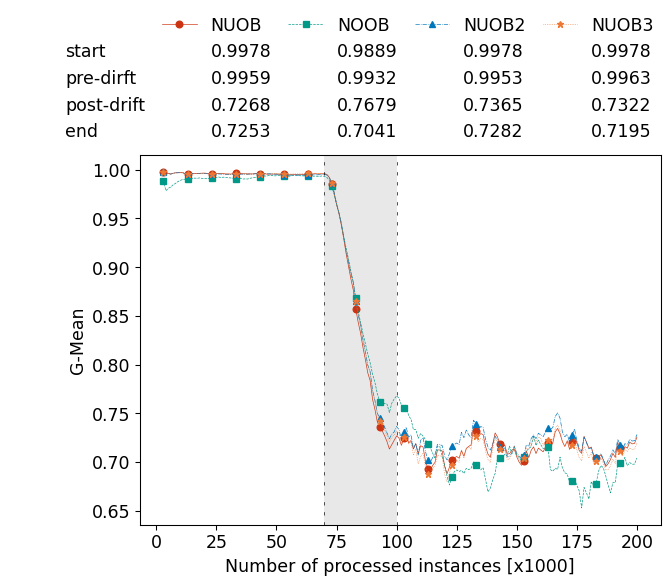 NUOB NOOB NUOB2 NUOB3
start 0.9978 0.9889 0.9978 0.9978
pre-dirft 0.9959 0.9932 0.9953 0.9963
post-drift 0.7268 0.7679 0.7365 0.7322
end 0.7253 0.7041 0.7282 0.7195
1.00
0.95
0.90
0.85
0.80
0.75
0.70
0.65
G-Mean
0 25 50 75 100 125 150 175 200
Number of processed instances [x1000]